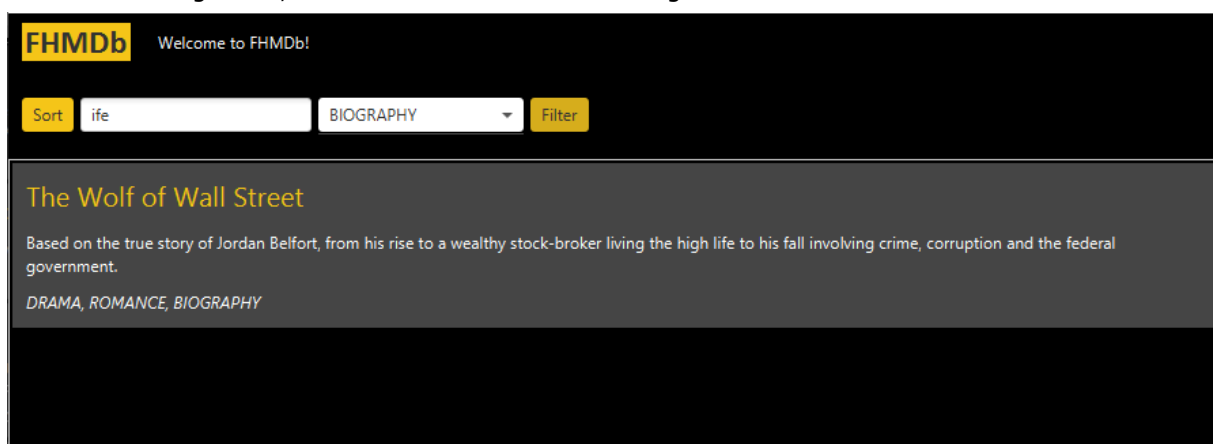 FHMDb Welcome to FHMDb!
Sort ife BIOGRAPHY Filter
The Wolf of Wall Street
Based on the true story of Jordan Belfort, from his rise to a wealthy stock-broker living the high life to his fall involving crime, corruption and the federal
government.
DRAMA, ROMANCE, BIOGRAPHY